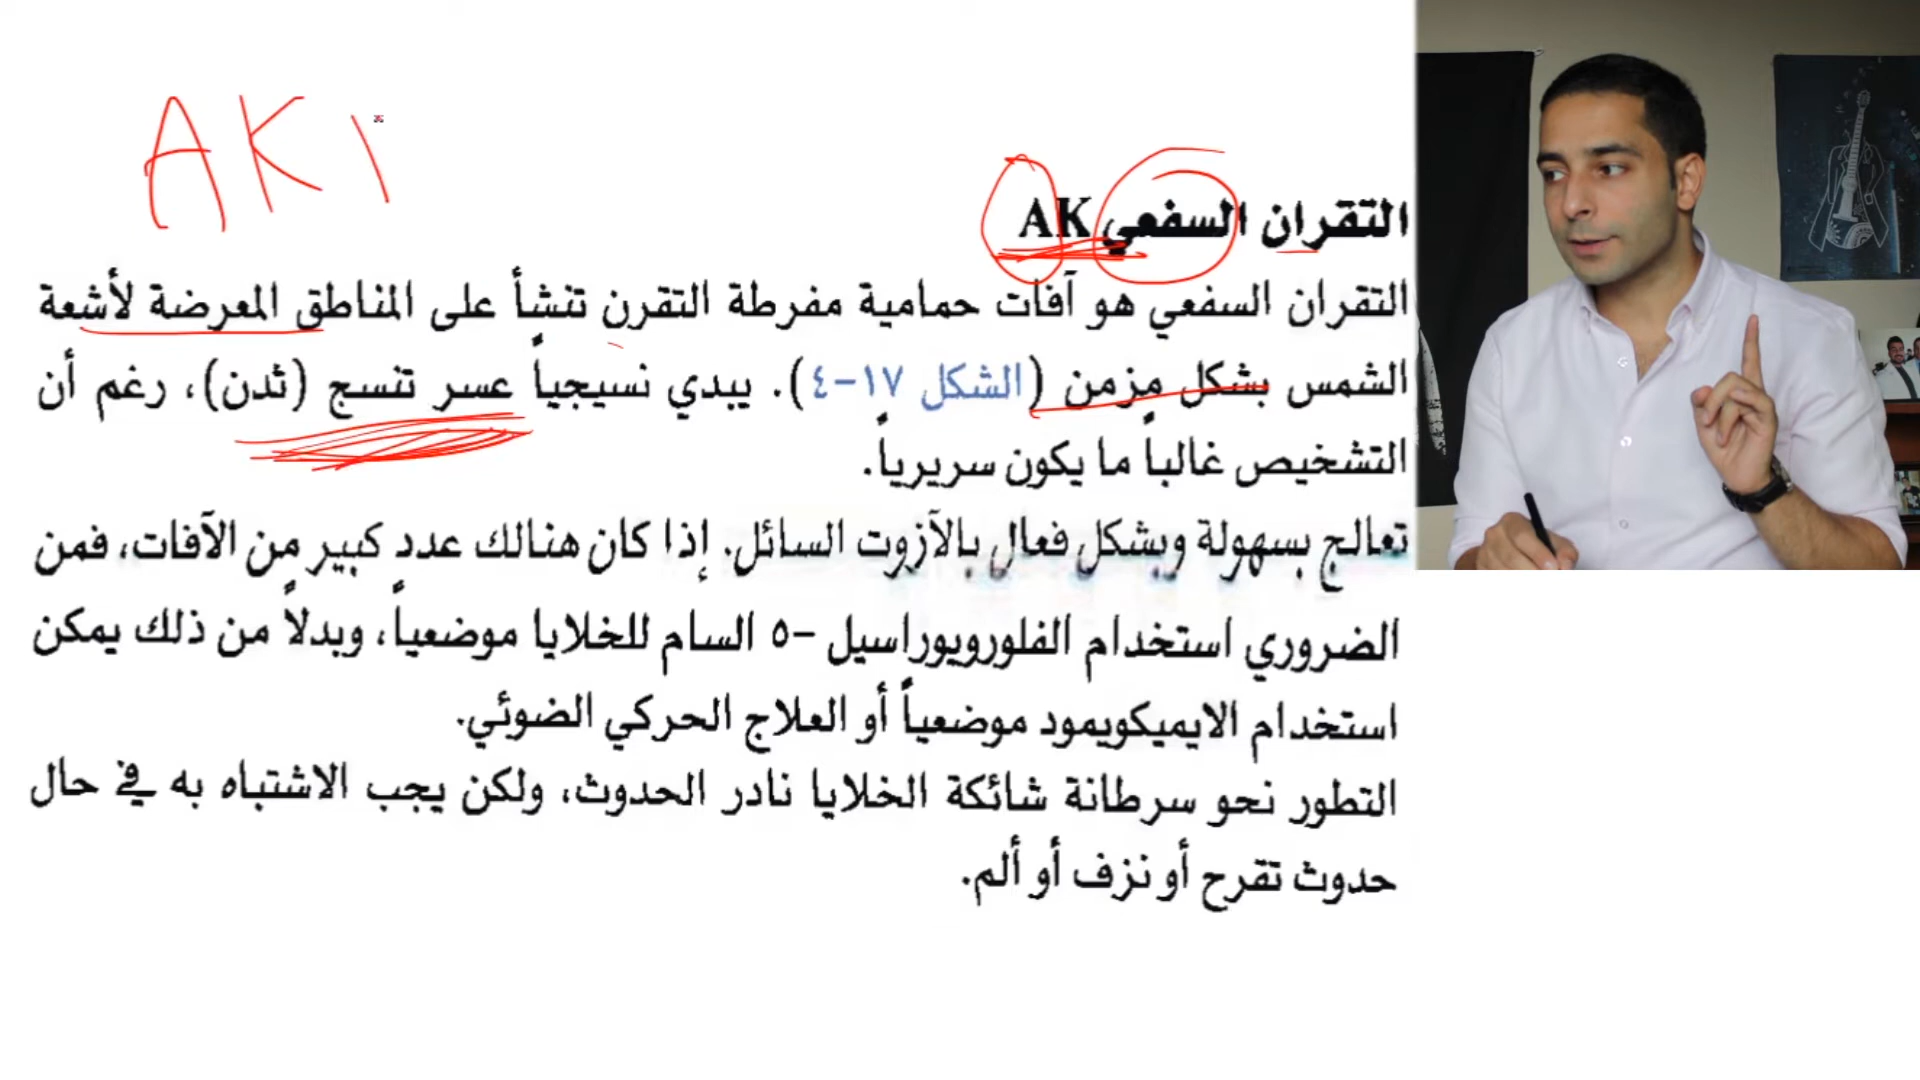 AK1
التقران السفعي AK
التقران السفعي هو آفات حمامية مفرطة التقرن تنشأ على المناطق المعرضة لأشعة
الشمس بشكل مزمن (الشكل ١٧-٤). يبدي نسيجياً عسر تنسج (ثدن)، رغم أن
التشخيص غالباً ما يكون سريرياً.
تعالج بسهولة وبشكل فعال بالآزوت السائل. إذا كان هنالك عدد كبير من الآفات، فمن
الضروري استخدام الفلورويوراسيل -٥ السام للخلايا موضعياً، وبدلاً من ذلك يمكن
استخدام الايميكويمود موضعياً أو العلاج الحركي الضوئي.
التطور نحو سرطانة شائكة الخلايا نادر الحدوث، ولكن يجب الاشتباه به في حال
حدوث تقرح أو نزف أو ألم.